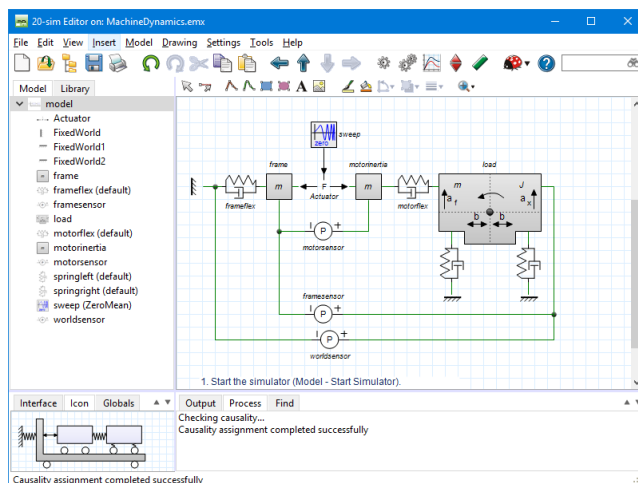 20-sim Editor on: MachineDynamics.emx
File Edit View Insert Model Drawing Settings Tools Help
Model Library
model
Actuator
FixedWorld
FixedWorld1
FixedWorld2
frame
frameflex (default)
framesensor
load
motorflex (default)
motorinertia
motorsensor
springleft (default)
springright (default)
sweep (ZeroMean)
worldsensor
zero
sweep
frame
motorinertia
load
m
F
m
m
J
a f
a x
b
b
frameflex
Actuator
motorflex
P
motorsensor
framesensor
P
P
worldsensor
1. Start the simulator (Model - Start Simulator).
Interface Icon Globals
Output Process Find
Checking causality...
Causality assignment completed successfully
Causality assignment completed successfully